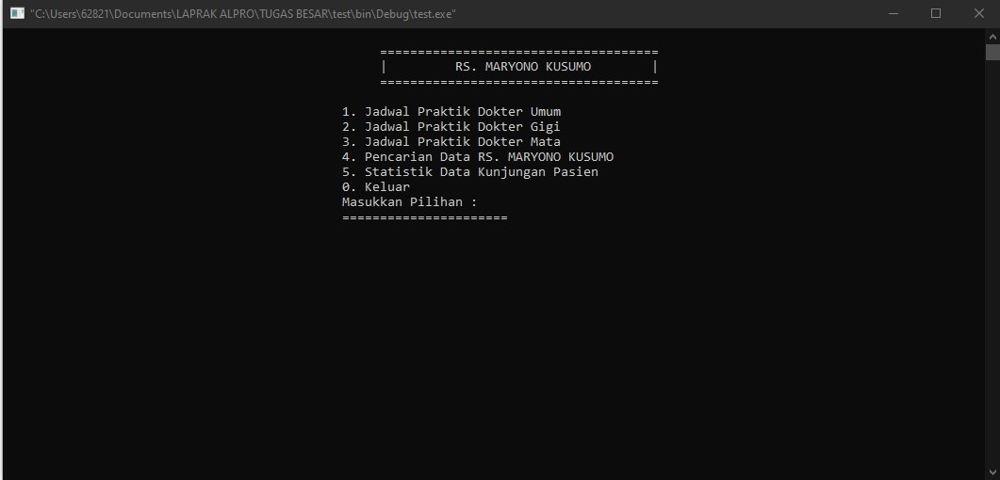 "C:\Users\62821\Documents\LAPRAK ALPRO\TUGAS BESAR\test\bin\Debug\test.exe"
=====================================
|         RS. MARYONO KUSUMO        |
=====================================
1. Jadwal Praktik Dokter Umum
2. Jadwal Praktik Dokter Gigi
3. Jadwal Praktik Dokter Mata
4. Pencarian Data RS. MARYONO KUSUMO
5. Statistik Data Kunjungan Pasien
0. Keluar
Masukkan Pilihan :
======================